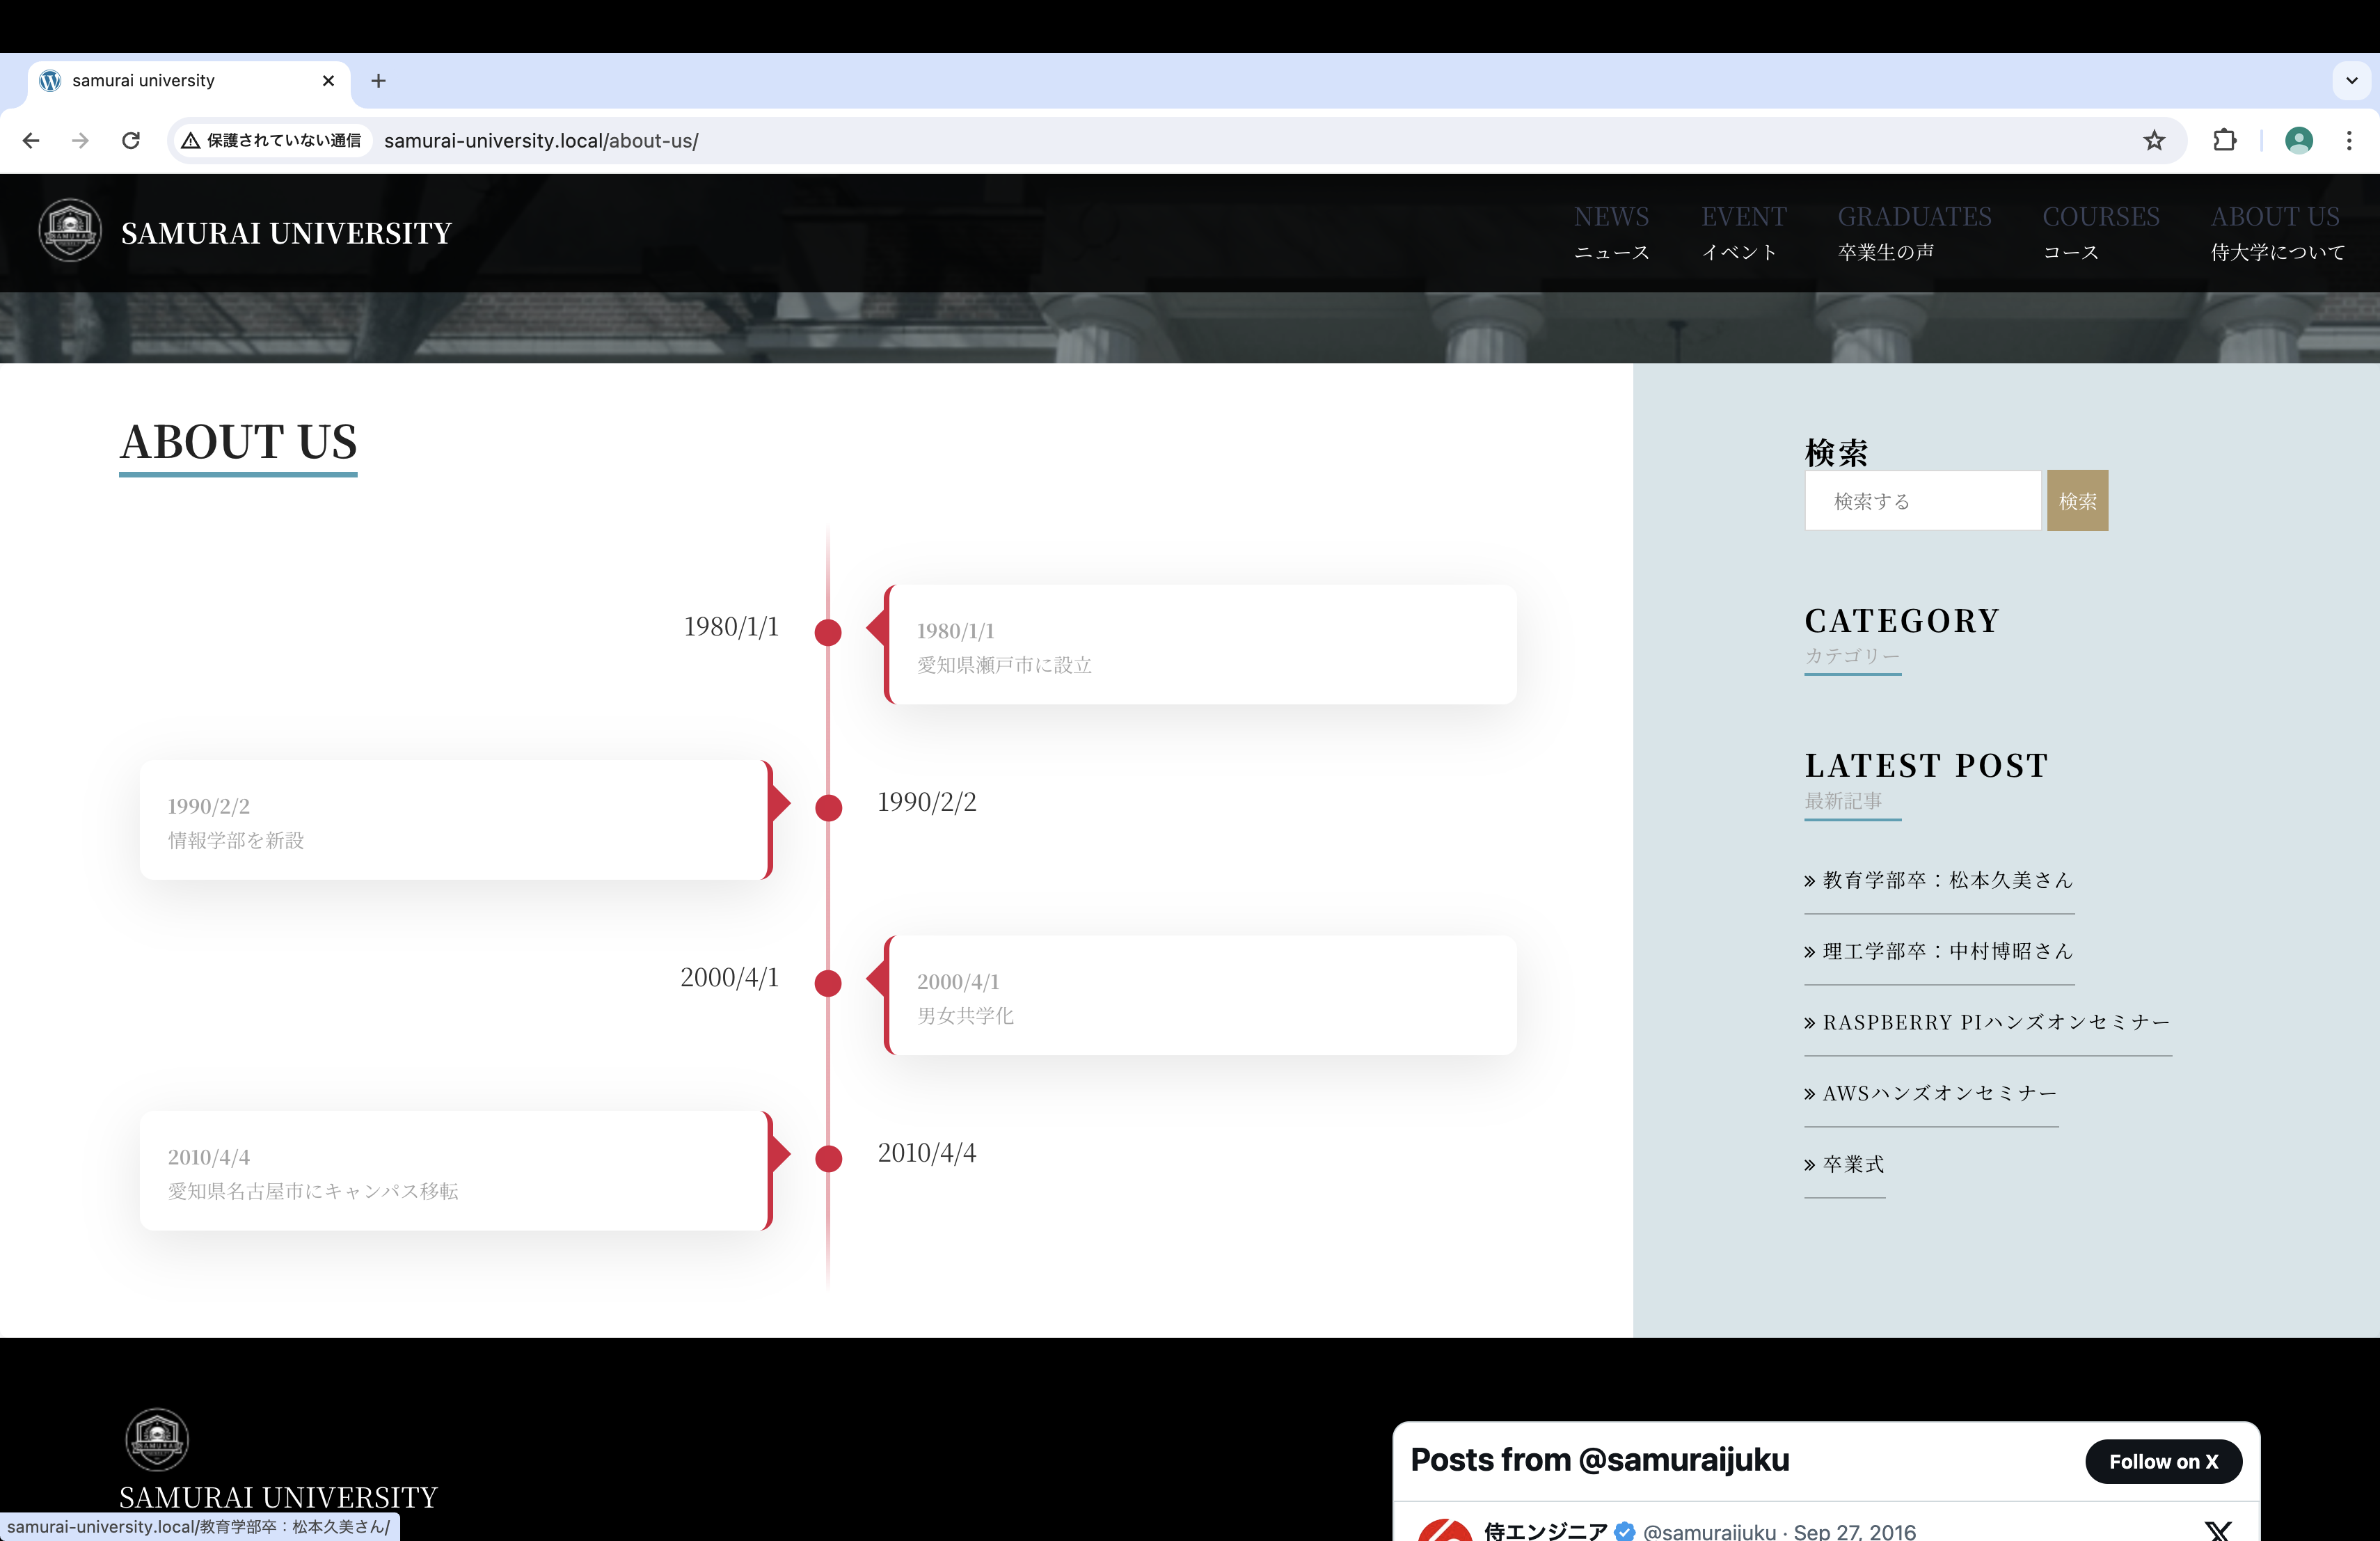 samurai university
保護されていない通信
samurai-university.local/about-us/
SAMURAI UNIVERSITY
NEWS
ニュース
EVENT
イベント
GRADUATES
卒業生の声
COURSES
コース
ABOUT US
侍大学について
ABOUT US
1980/1/1
1980/1/1
愛知県瀬戸市に設立
1990/2/2
情報学部を新設
1990/2/2
2000/4/1
2000/4/1
男女共学化
2010/4/4
愛知県名古屋市にキャンパス移転
2010/4/4
検索
検索する
検索
CATEGORY
カテゴリー
LATEST POST
最新記事
» 教育学部卒：松本久美さん
» 理工学部卒：中村博昭さん
» RASPBERRY PIハンズオンセミナー
» AWSハンズオンセミナー
» 卒業式
SAMURAI UNIVERSITY
samurai-university.local/教育学部卒：松本久美さん/
Posts from @samuraijuku
Follow on X
侍エンジニア @samuraijuku · Sep 27, 2016